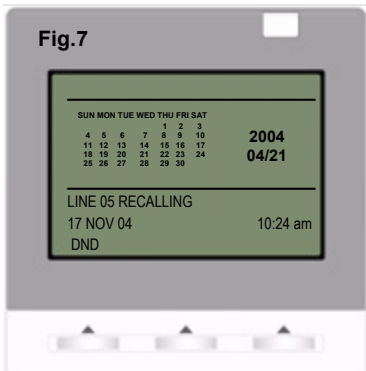 Fig.7
SUN MON TUE WED THU FRI SAT
1 2 3
4 5 6 7 8 9 10
2004
11 12 13 14 15 16 17
04/21
18 19 20 21 22 23 24
25 26 27 28 29 30
LINE 05 RECALLING
17 NOV 04 10:24 am
DND